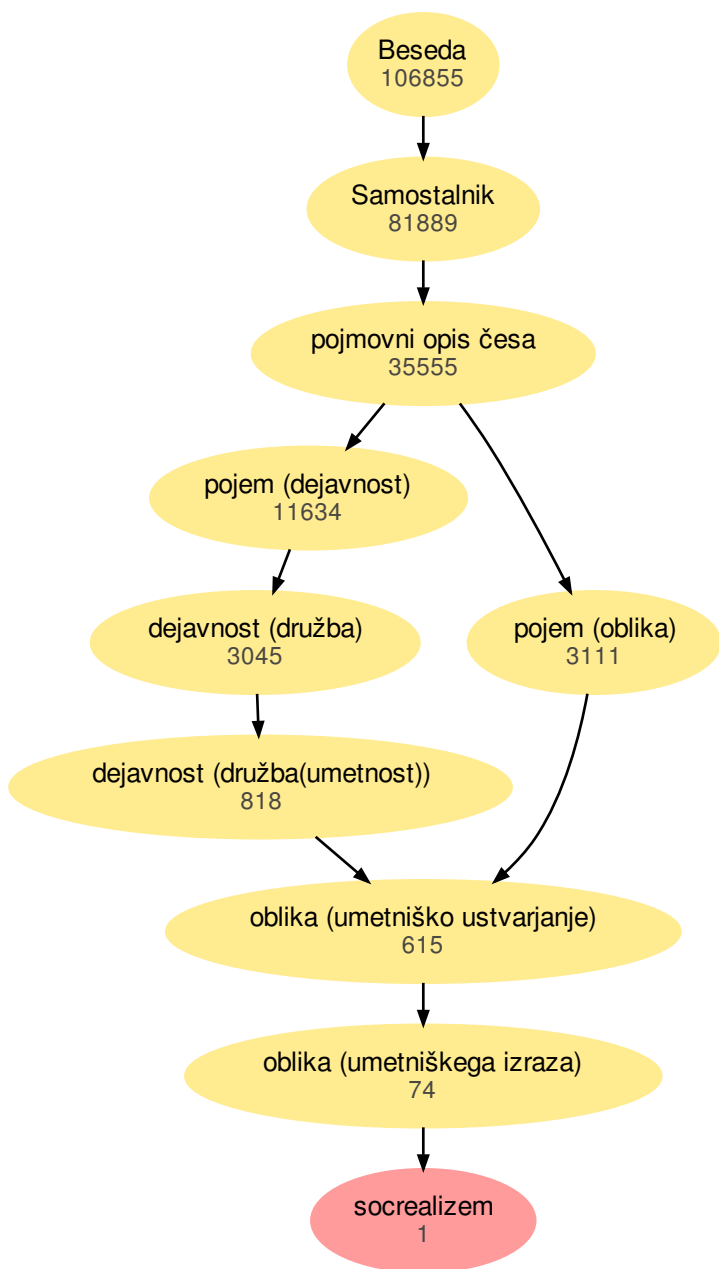 Beseda
106855
Samostalnik
81889
pojmovni opis česa
35555
pojem (dejavnost)
11634
dejavnost (družba)
3045
pojem (oblika)
3111
dejavnost (družba(umetnost))
818
oblika (umetniško ustvarjanje)
615
oblika (umetniškega izraza)
74
socrealizem
1